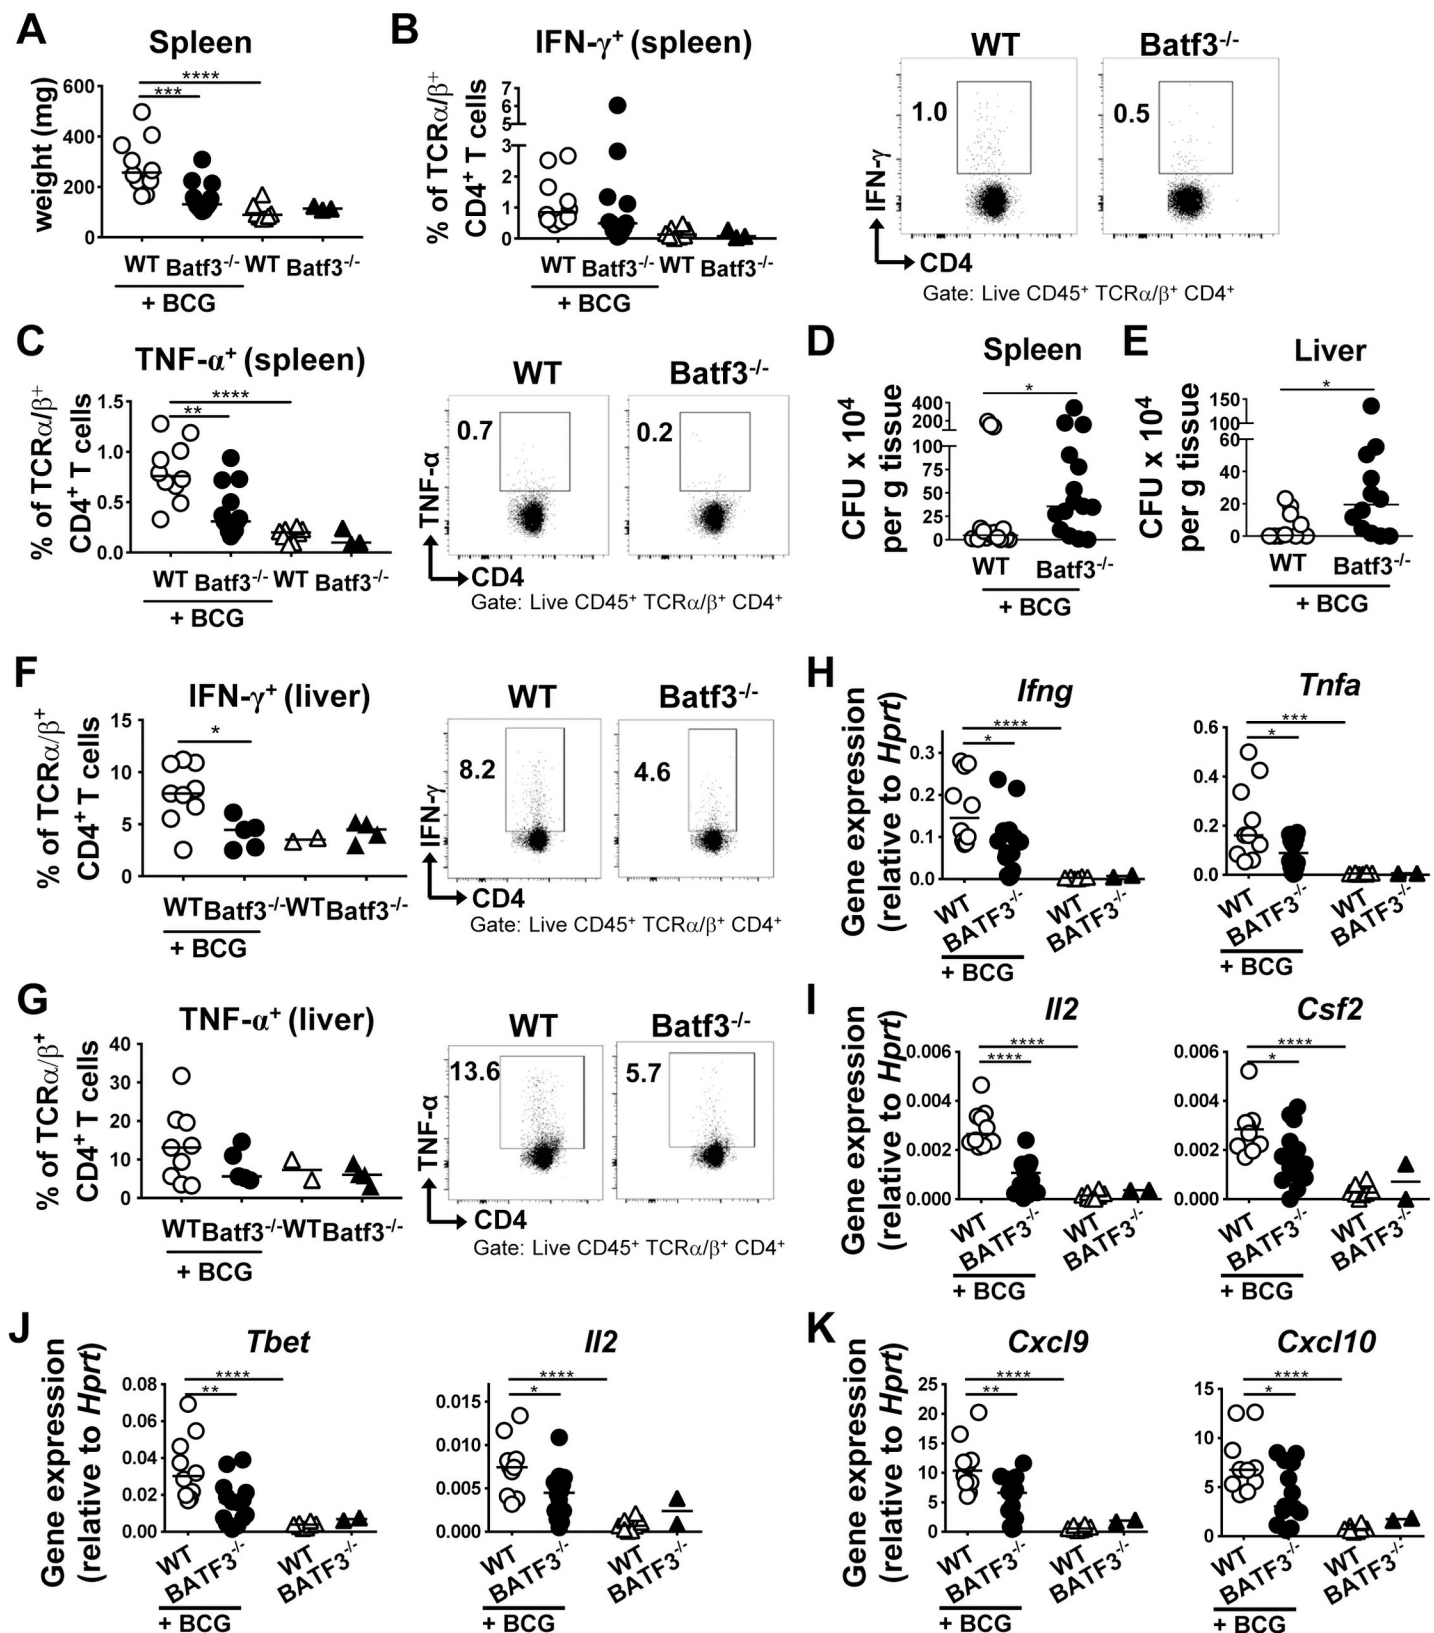 A
Spleen
weight (mg)
600
400
200
0
****
***
WT Batf3-/- WT Batf3-/-
+ BCG
B
IFN-γ+ (spleen)
% of TCRα/β+
CD4+ T cells
7
6
5
3
2
1
0
WT Batf3-/- WT Batf3-/-
+ BCG
WT
Batf3-/-
1.0
0.5
IFN-γ
CD4
Gate: Live CD45+ TCRα/β+ CD4+
C
TNF-α+ (spleen)
% of TCRα/β+
CD4+ T cells
1.5
1.0
0.5
0.0
****
**
WT Batf3-/- WT Batf3-/-
+ BCG
WT
Batf3-/-
0.7
0.2
TNF-α
CD4
Gate: Live CD45+ TCRα/β+ CD4+
D
Spleen
CFU x 10⁴
per g tissue
400
200
100
75
50
25
0
*
WT Batf3-/-
+ BCG
E
Liver
CFU x 10⁴
per g tissue
150
100
60
40
20
0
*
WT Batf3-/-
+ BCG
F
IFN-γ+ (liver)
% of TCRα/β+
CD4+ T cells
15
10
5
0
*
WT Batf3-/- WT Batf3-/-
+ BCG
WT
Batf3-/-
8.2
4.6
IFN-γ
CD4
Gate: Live CD45+ TCRα/β+ CD4+
G
TNF-α+ (liver)
% of TCRα/β+
CD4+ T cells
40
30
20
10
0
WT Batf3-/- WT Batf3-/-
+ BCG
WT
Batf3-/-
13.6
5.7
TNF-α
CD4
Gate: Live CD45+ TCRα/β+ CD4+
H
Ifng
Gene expression
(relative to Hprt)
0.3
0.2
0.1
0.0
****
*
WT BATF3-/- WT BATF3-/-
+ BCG
Tnfa
0.6
0.4
0.2
0.0
***
*
WT BATF3-/- WT BATF3-/-
+ BCG
I
Il2
Gene expression
(relative to Hprt)
0.006
0.004
0.002
0.000
****
****
WT BATF3-/- WT BATF3-/-
+ BCG
Csf2
0.006
0.004
0.002
0.000
****
*
WT BATF3-/- WT BATF3-/-
+ BCG
J
Tbet
Gene expression
(relative to Hprt)
0.08
0.06
0.04
0.02
0.00
****
**
WT BATF3-/- WT BATF3-/-
+ BCG
Il2
0.015
0.010
0.005
0.000
****
*
WT BATF3-/- WT BATF3-/-
+ BCG
K
Cxcl9
Gene expression
(relative to Hprt)
25
20
15
10
5
0
****
**
WT BATF3-/- WT BATF3-/-
+ BCG
Cxcl10
15
10
5
0
****
*
WT BATF3-/- WT BATF3-/-
+ BCG